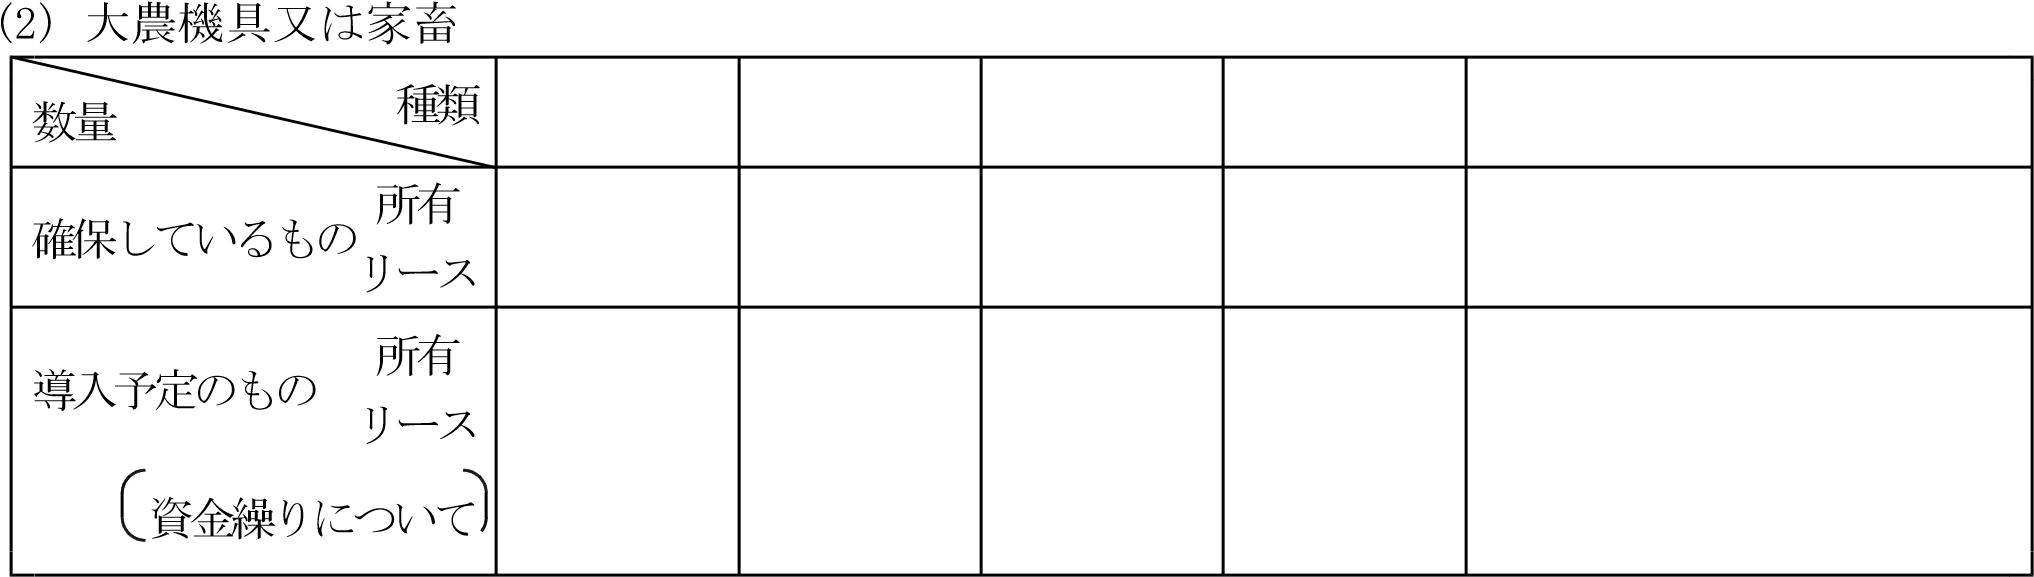 (2) 大農機具又は家畜
種類
数量
所有
確保しているもの
リース
所有
導入予定のもの
リース
(資金繰りについて)